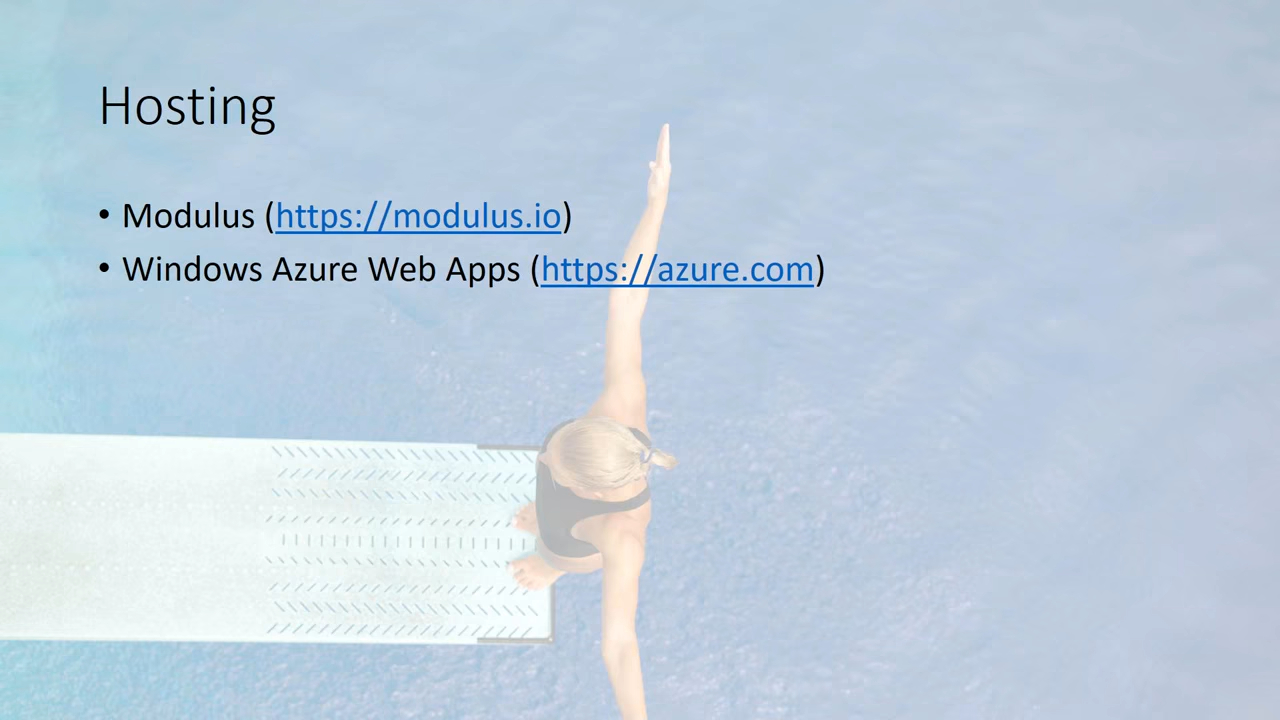 Hosting
• Modulus (https://modulus.io)
• Windows Azure Web Apps (https://azure.com)